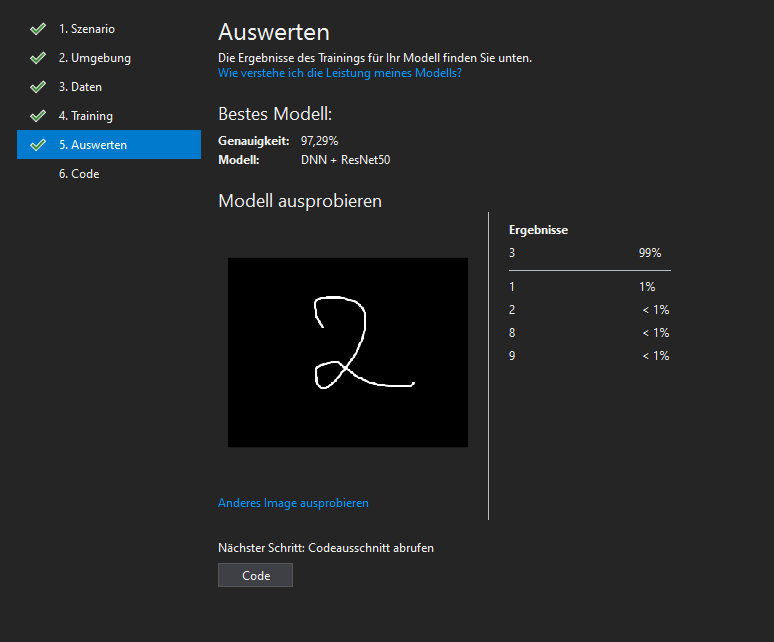 1. Szenario
2. Umgebung
3. Daten
4. Training
5. Auswerten
6. Code
Auswerten
Die Ergebnisse des Trainings für Ihr Modell finden Sie unten.
Wie verstehe ich die Leistung meines Modells?
Bestes Modell:
Genauigkeit: 97,29%
Modell: DNN + ResNet50
Modell ausprobieren
2
Anderes Image ausprobieren
Ergebnisse
3 99%
1 1%
2 < 1%
8 < 1%
9 < 1%
Nächster Schritt: Codeausschnitt abrufen
Code